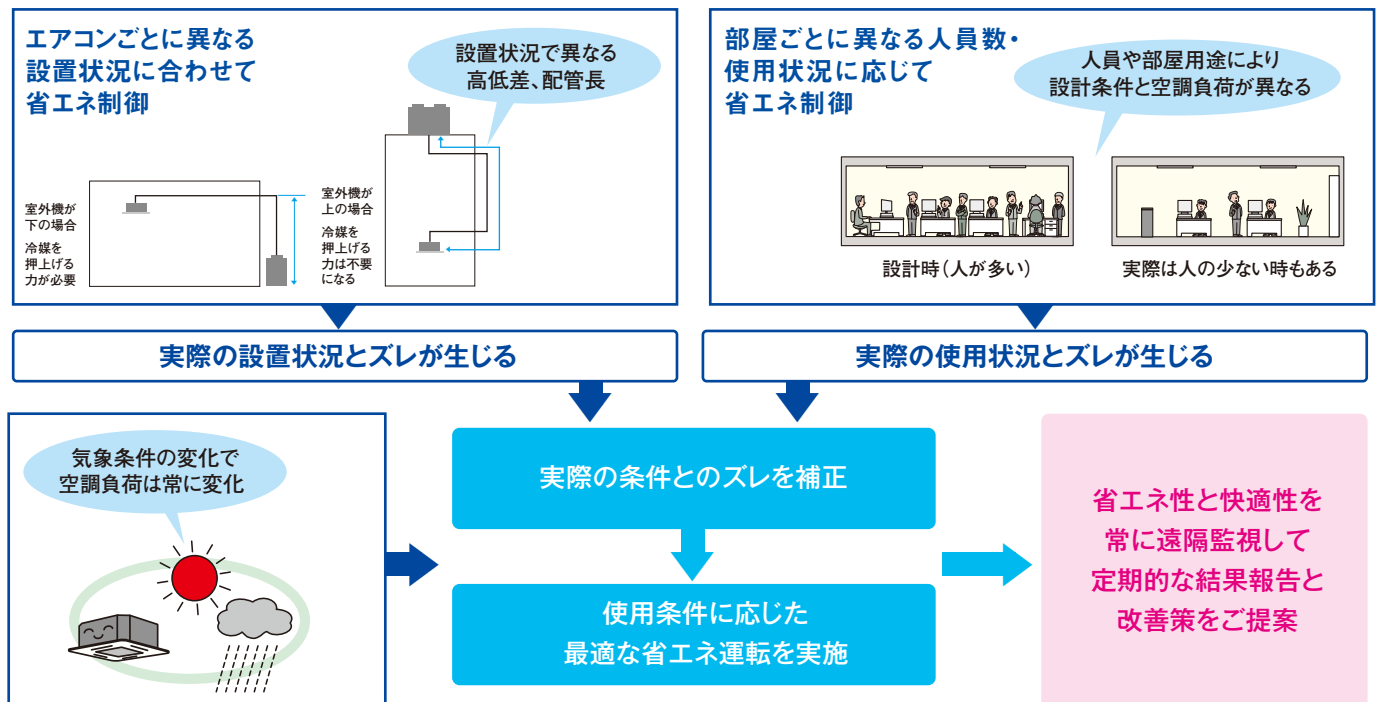 エアコンごとに異なる
設置状況に合わせて
省エネ制御
設置状況で異なる
高低差、配管長
室外機が
下の場合
冷媒を
押上げる
力が必要
室外機が
上の場合
冷媒を
押上げる
力は不要
になる
部屋ごとに異なる人員数・
使用状況に応じて
省エネ制御
人員や部屋用途により
設計条件と空調負荷が異なる
設計時（人が多い）
実際は人の少ない時もある
実際の設置状況とズレが生じる
実際の使用状況とズレが生じる
気象条件の変化で
空調負荷は常に変化
実際の条件とのズレを補正
使用条件に応じた
最適な省エネ運転を実施
省エネ性と快適性を
常に遠隔監視して
定期的な結果報告と
改善策をご提案